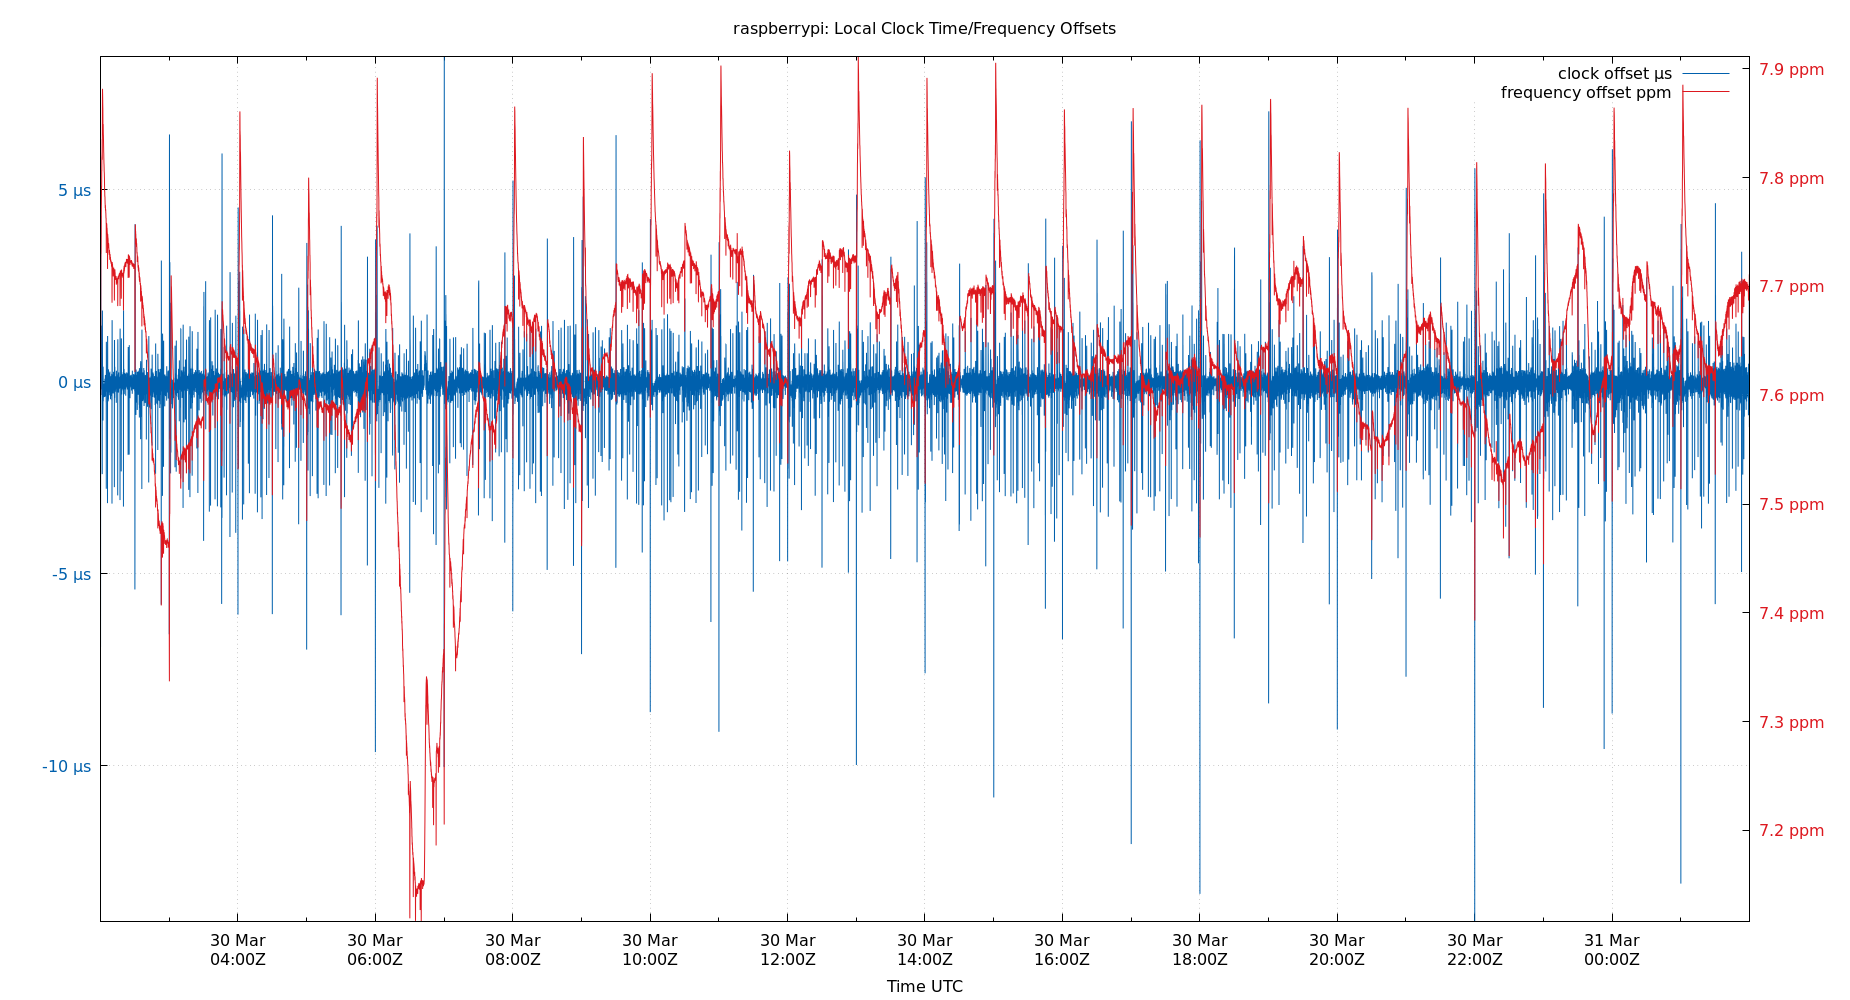 raspberrypi: Local Clock Time/Frequency Offsets
clock offset µs
frequency offset ppm
5 µs
0 µs
-5 µs
-10 µs
7.9 ppm
7.8 ppm
7.7 ppm
7.6 ppm
7.5 ppm
7.4 ppm
7.3 ppm
7.2 ppm
30 Mar 30 Mar 30 Mar 30 Mar 30 Mar 30 Mar 30 Mar 30 Mar 30 Mar 30 Mar 31 Mar
04:00Z 06:00Z 08:00Z 10:00Z 12:00Z 14:00Z 16:00Z 18:00Z 20:00Z 22:00Z 00:00Z
Time UTC